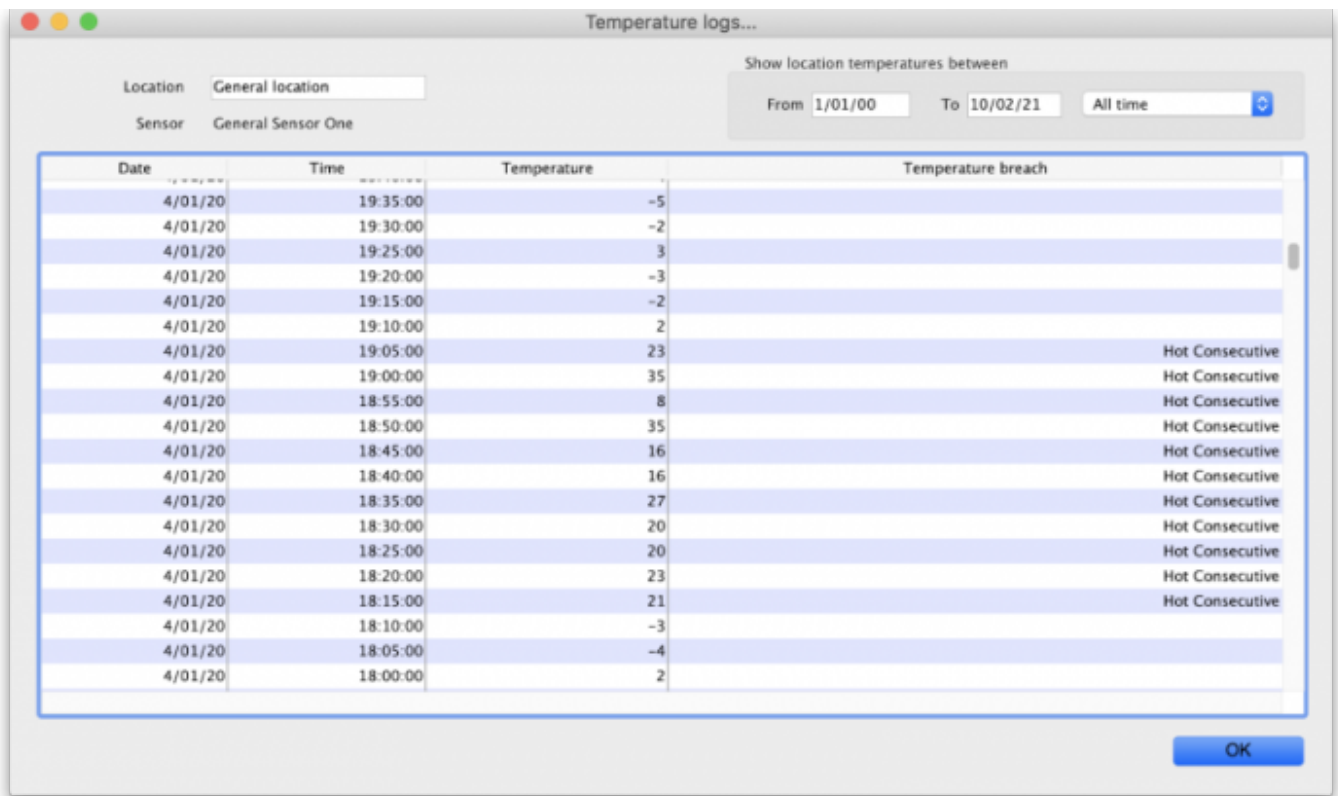 Temperature logs...
Show location temperatures between
Location General location
From 1/01/00 To 10/02/21 All time
Sensor General Sensor One
Date Time Temperature Temperature breach
4/01/20 19:35:00 -5
4/01/20 19:30:00 -2
4/01/20 19:25:00 3
4/01/20 19:20:00 -3
4/01/20 19:15:00 -2
4/01/20 19:10:00 2
4/01/20 19:05:00 23 Hot Consecutive
4/01/20 19:00:00 35 Hot Consecutive
4/01/20 18:55:00 8 Hot Consecutive
4/01/20 18:50:00 35 Hot Consecutive
4/01/20 18:45:00 16 Hot Consecutive
4/01/20 18:40:00 16 Hot Consecutive
4/01/20 18:35:00 27 Hot Consecutive
4/01/20 18:30:00 20 Hot Consecutive
4/01/20 18:25:00 20 Hot Consecutive
4/01/20 18:20:00 23 Hot Consecutive
4/01/20 18:15:00 21 Hot Consecutive
4/01/20 18:10:00 -3
4/01/20 18:05:00 -4
4/01/20 18:00:00 2
OK